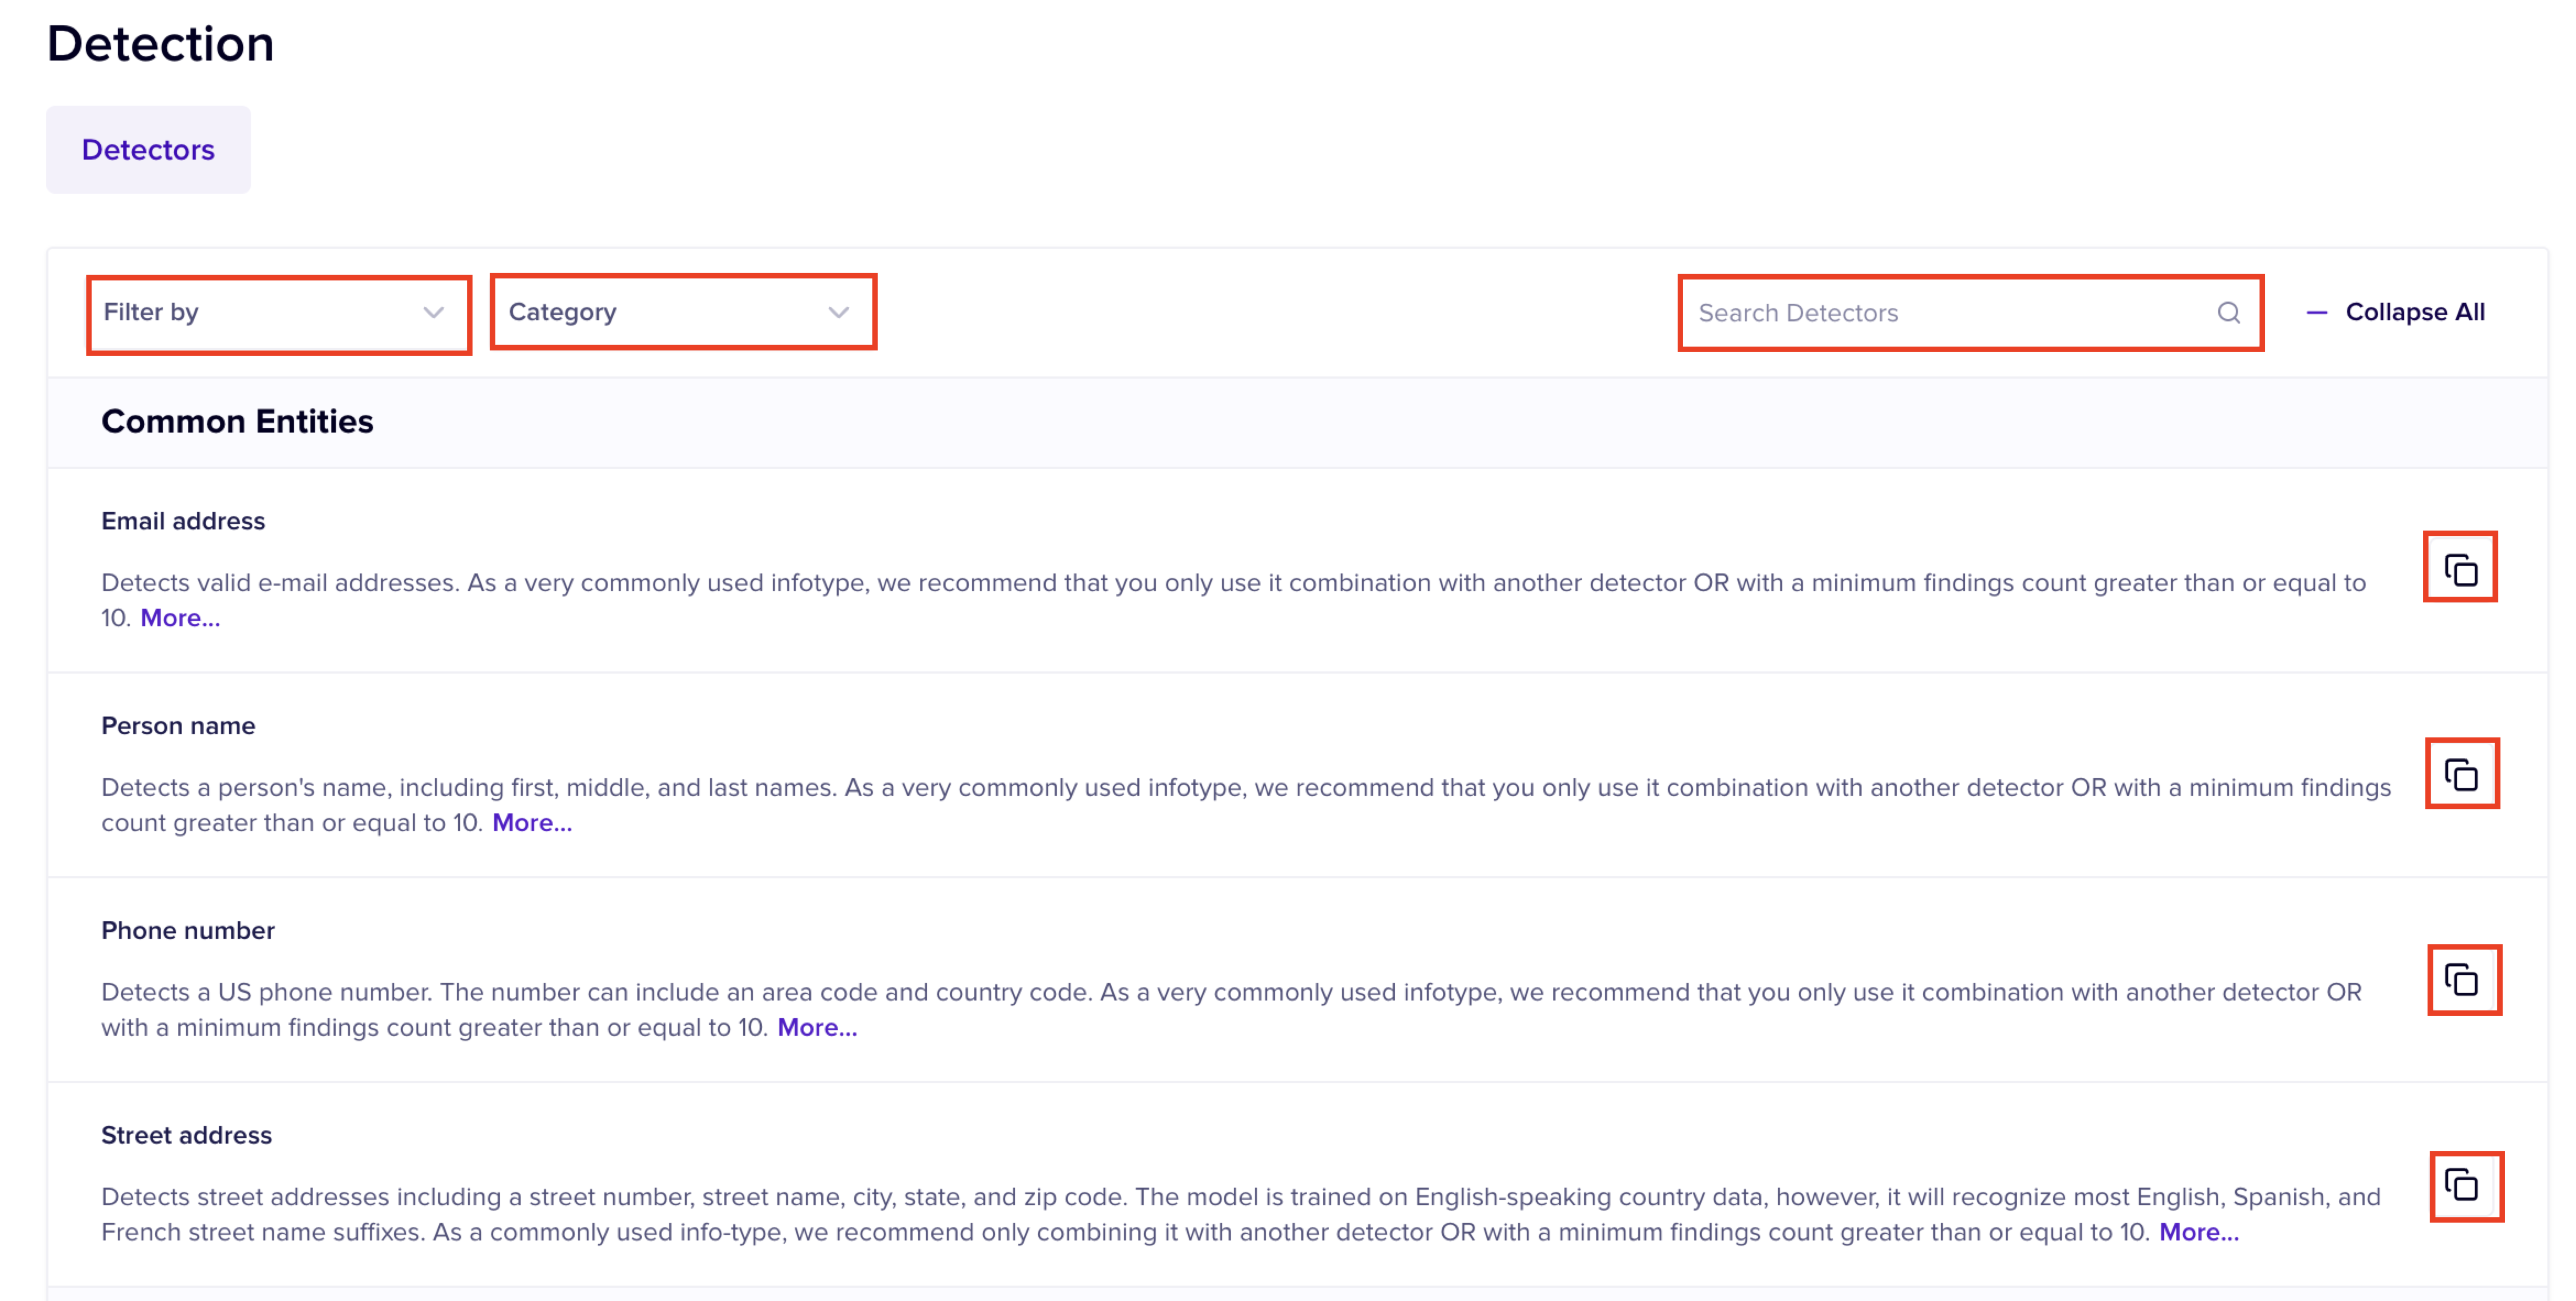 Detection
Detectors
Filter by
Category
Search Detectors
Collapse All
Common Entities
Email address
Detects valid e-mail addresses. As a very commonly used infotype, we recommend that you only use it combination with another detector OR with a minimum findings count greater than or equal to
10. More...
Person name
Detects a person's name, including first, middle, and last names. As a very commonly used infotype, we recommend that you only use it combination with another detector OR with a minimum findings
count greater than or equal to 10. More...
Phone number
Detects a US phone number. The number can include an area code and country code. As a very commonly used infotype, we recommend that you only use it combination with another detector OR
with a minimum findings count greater than or equal to 10. More...
Street address
Detects street addresses including a street number, street name, city, state, and zip code. The model is trained on English-speaking country data, however, it will recognize most English, Spanish, and
French street name suffixes. As a commonly used info-type, we recommend only combining it with another detector OR with a minimum findings count greater than or equal to 10. More...